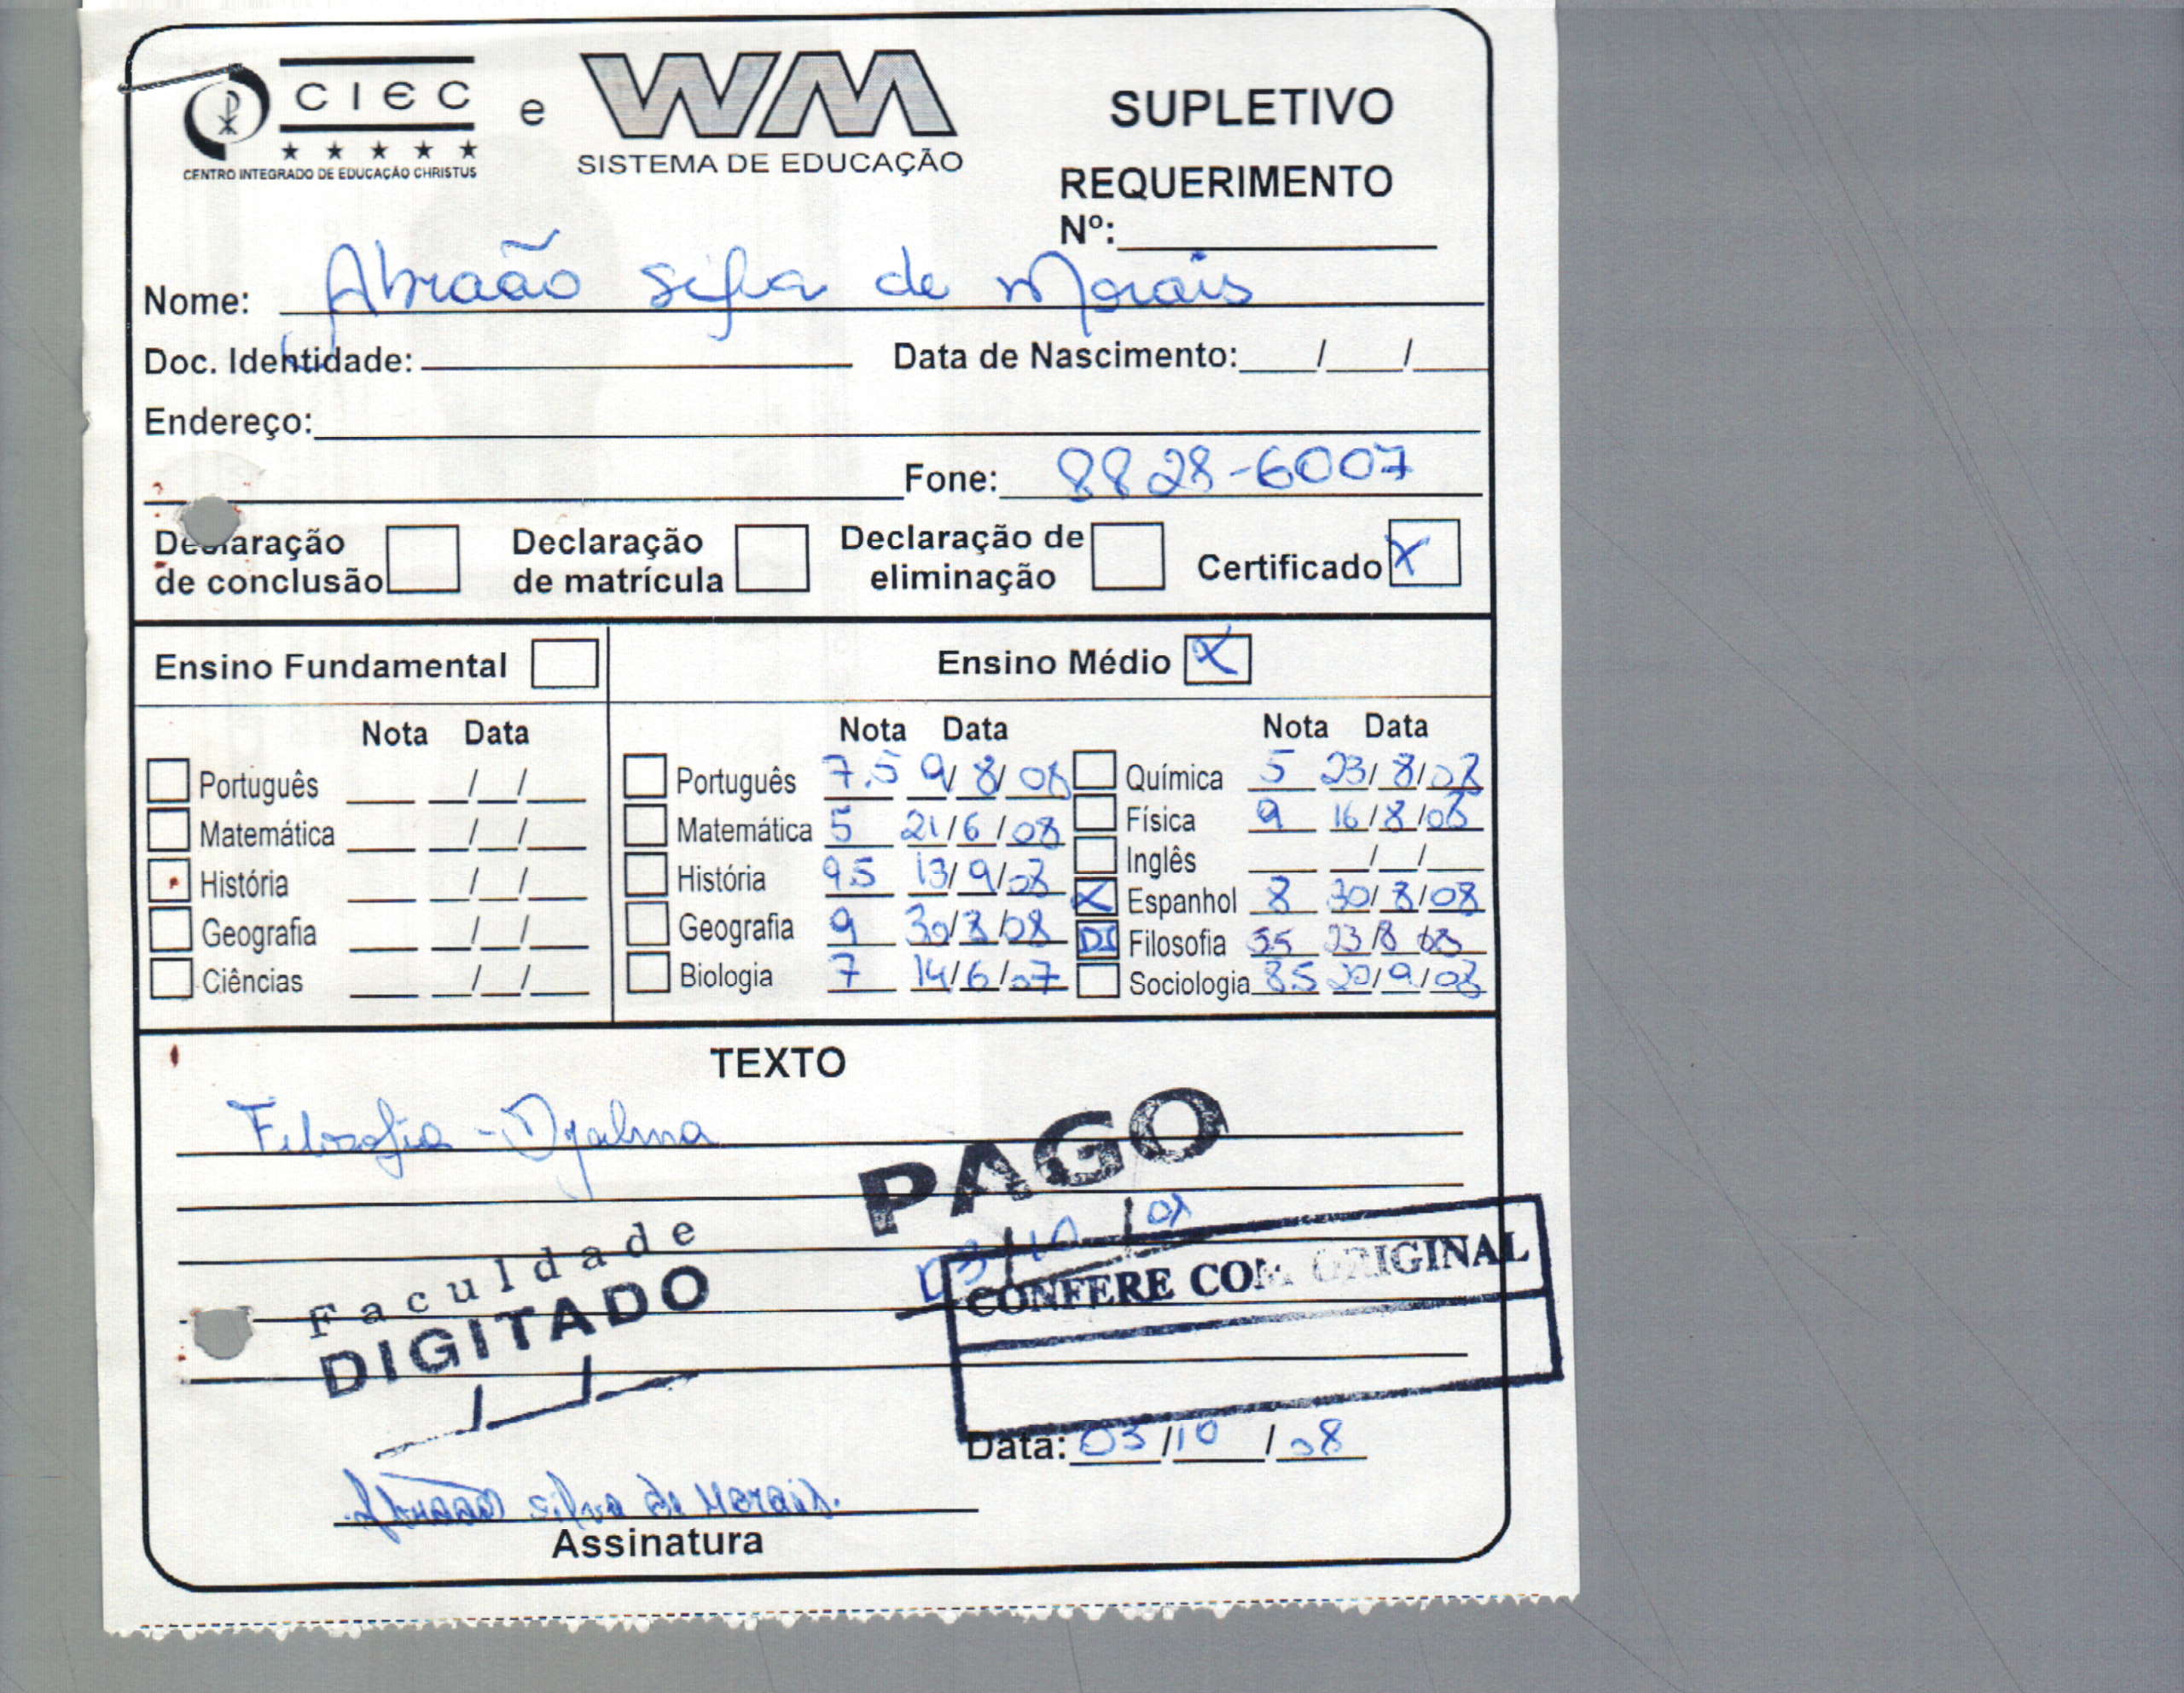 CIEC e WM SUPLETIVO
CENTRO INTEGRADO DE EDUCAÇÃO CHRISTUS SISTEMA DE EDUCAÇÃO
REQUERIMENTO
Nº:
Nome: Abraão Silva de Morais
Doc. Identidade: Data de Nascimento: / /
Endereço:
Fone: 8828-6007
Declaração de conclusão Declaração de matrícula Declaração de eliminação Certificado X
Ensino Fundamental Ensino Médio X
Nota Data Nota Data Nota Data
Português / / Português 7.5 9/8/08 Química 5 23/8/08
Matemática / / Matemática 5 21/6/08 Física 9 16/8/08
História / / História 95 13/9/08 Inglês / /
Geografia / / Geografia 9 30/8/08 X Espanhol 8 30/8/08
Ciências / / Biologia 7 14/6/07 DI Filosofia 55 23/8/08
Sociologia 8.5 20/9/08
TEXTO
Filosofia - Djalma
PAGO
03/10/08
Faculdade
DIGITADO
CONFERE COM ORIGINAL
Data: 03/10/08
Abraão Silva de Morais.
Assinatura